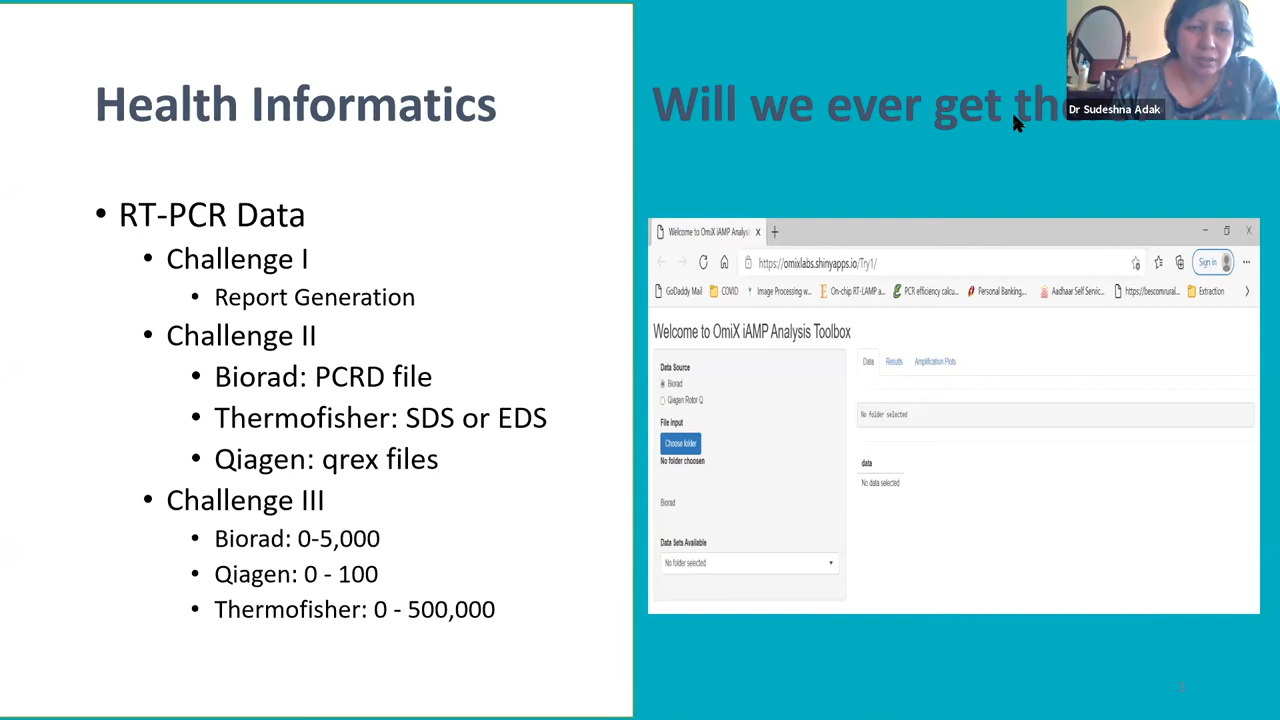 Health Informatics
• RT-PCR Data
• Challenge I
• Report Generation
• Challenge II
• Biorad: PCRD file
• Thermofisher: SDS or EDS
• Qiagen: qrex files
• Challenge III
• Biorad: 0-5,000
• Qiagen: 0 - 100
• Thermofisher: 0 - 500,000
Will we ever get
Dr Sudeshna Adak
Welcome to OmiX iAMP Analysi
https://omixlabs.shinyapps.io/Try1/
Sign in
GoDaddy Mail COVID Image Processing w... On-chip RT-LAMP a... PCR efficiency calcu... Personal Banking,... Aadhaar Self Servic... https://bescomrural... Extraction
Welcome to OmiX iAMP Analysis Toolbox
Data Source
Biorad
Qiagen Rotor Q
File input
Choose folder
No folder choosen
Biorad
Data Sets Available
No folder selected
Data Results Amplification Plots
No folder selected
data
No data selected